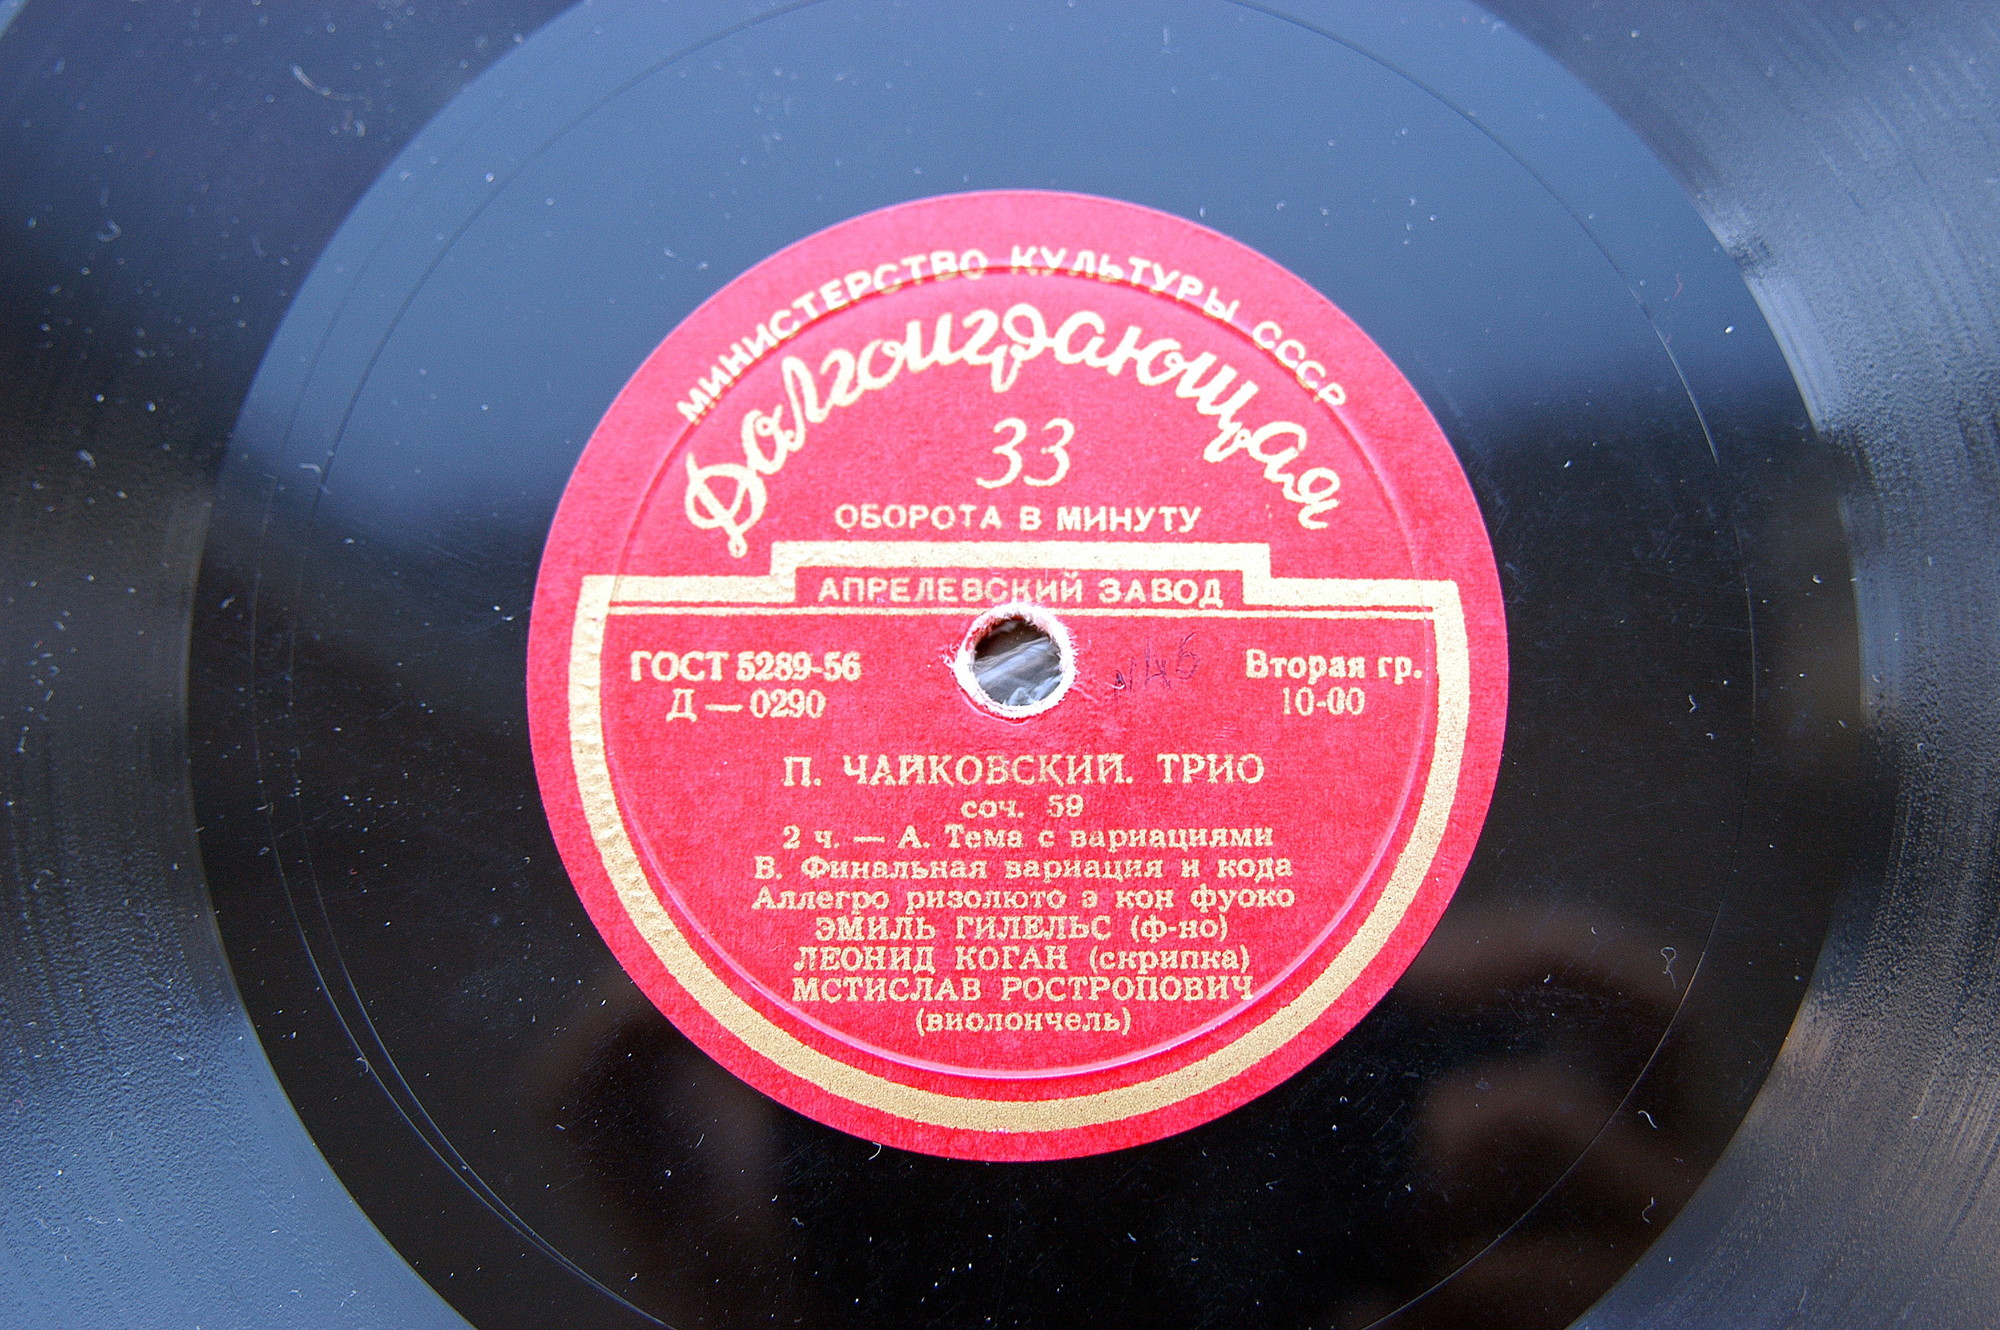 МИНИСТЕРСТВО КУЛЬТУРЫ СССР
Долгоиграющая
33
ОБОРОТА В МИНУТУ
АПРЕЛЕВСКИЙ ЗАВОД
ГОСТ 5289-56
Д — 0290
Вторая гр.
10-00
П. ЧАЙКОВСКИЙ. ТРИО
соч. 59
2 ч. — А. Тема с вариациями
В. Финальная вариация и кода
Аллегро ризолюто э кон фуоко
ЭМИЛЬ ГИЛЕЛЬС (ф-но)
ЛЕОНИД КОГАН (скрипка)
МСТИСЛАВ РОСТРОПОВИЧ
(виолончель)